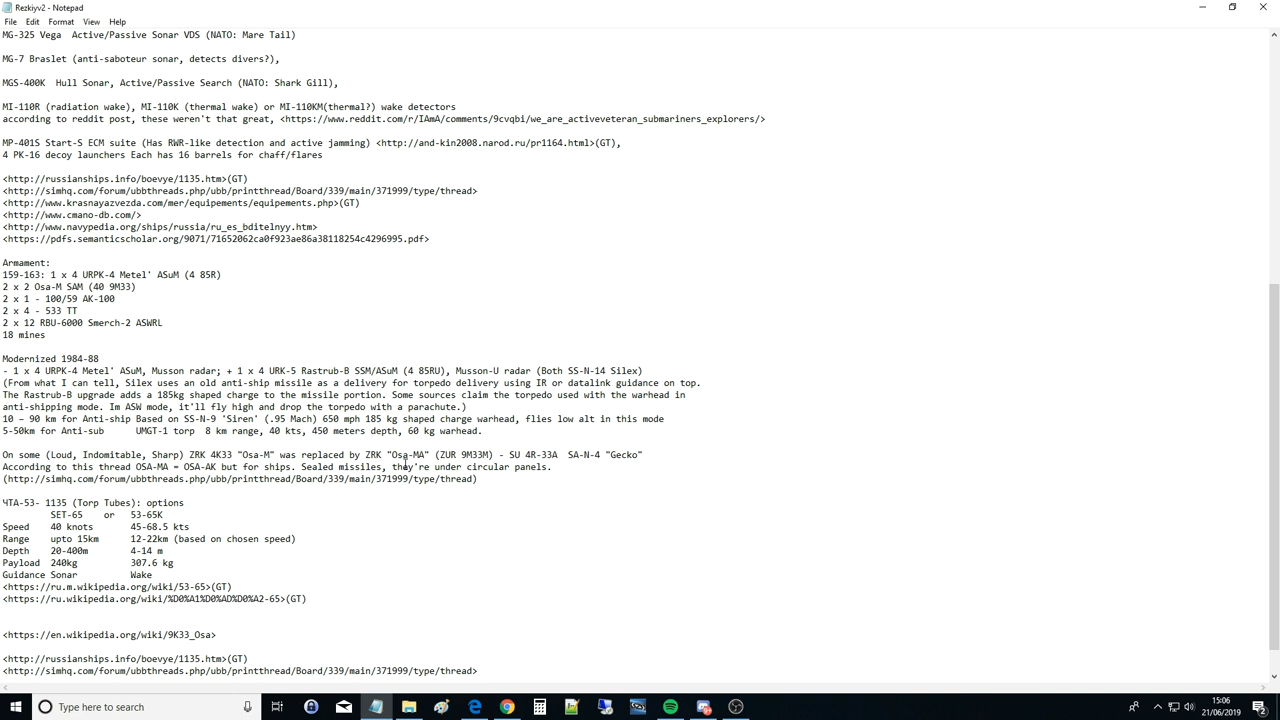 Rezkiyv2 - Notepad
File Edit Format View Help
MG-325 Vega Active/Passive Sonar VDS (NATO: Mare Tail)
MG-7 Braslet (anti-saboteur sonar, detects divers?),
MGS-400K Hull Sonar, Active/Passive Search (NATO: Shark Gill),
MI-110R (radiation wake), MI-110K (thermal wake) or MI-110KM(thermal?) wake detectors
according to reddit post, these weren't that great, <https://www.reddit.com/r/IAmA/comments/9cvqbi/we_are_activeveteran_submariners_explorers/>
MP-401S Start-S ECM suite (Has RWR-like detection and active jamming) <http://and-kin2008.narod.ru/pr1164.html>(GT),
4 PK-16 decoy launchers Each has 16 barrels for chaff/flares
<http://russianships.info/boevye/1135.htm>(GT)
<http://simhq.com/forum/ubbthreads.php/ubb/printthread/Board/339/main/371999/type/thread>
<http://www.krasnayazvezda.com/mer/equipements/equipements.php>(GT)
<http://www.cmano-db.com/>
<http://www.navypedia.org/ships/russia/ru_es_bditelnyy.htm>
<https://pdfs.semanticscholar.org/9071/71652062ca0f923ae86a38118254c4296995.pdf>
Armament:
159-163: 1 x 4 URPK-4 Metel' ASuM (4 85R)
2 x 2 Osa-M SAM (40 9M33)
2 x 1 - 100/59 AK-100
2 x 4 - 533 TT
2 x 12 RBU-6000 Smerch-2 ASWRL
18 mines
Modernized 1984-88
- 1 x 4 URPK-4 Metel' ASuM, Musson radar; + 1 x 4 URK-5 Rastrub-B SSM/ASuM (4 85RU), Musson-U radar (Both SS-N-14 Silex)
(From what I can tell, Silex uses an old anti-ship missile as a delivery for torpedo delivery using IR or datalink guidance on top.
The Rastrub-B upgrade adds a 185kg shaped charge to the missile portion. Some sources claim the torpedo used with the warhead in
anti-shipping mode. Im ASW mode, it'll fly high and drop the torpedo with a parachute.)
10 – 90 km for Anti-ship Based on SS-N-9 'Siren' (.95 Mach) 650 mph 185 kg shaped charge warhead, flies low alt in this mode
5-50km for Anti-sub UMGT-1 torp 8 km range, 40 kts, 450 meters depth, 60 kg warhead.
On some (Loud, Indomitable, Sharp) ZRK 4K33 "Osa-M" was replaced by ZRK "Osa-MA" (ZUR 9M33M) - SU 4R-33A SA-N-4 "Gecko"
According to this thread OSA-MA = OSA-AK but for ships. Sealed missiles, they're under circular panels.
(http://simhq.com/forum/ubbthreads.php/ubb/printthread/Board/339/main/371999/type/thread)
ЧТА-53- 1135 (Torp Tubes): options
SET-65 or 53-65K
Speed 40 knots 45-68.5 kts
Range upto 15km 12-22km (based on chosen speed)
Depth 20-400m 4-14 m
Payload 240kg 307.6 kg
Guidance Sonar Wake
<https://ru.m.wikipedia.org/wiki/53-65>(GT)
<https://ru.wikipedia.org/wiki/%D0%A1%D0%AD%D0%A2-65>(GT)
<https://en.wikipedia.org/wiki/9K33_Osa>
<http://russianships.info/boevye/1135.htm>(GT)
<http://simhq.com/forum/ubbthreads.php/ubb/printthread/Board/339/main/371999/type/thread>
Type here to search
15:06
21/06/2019
2